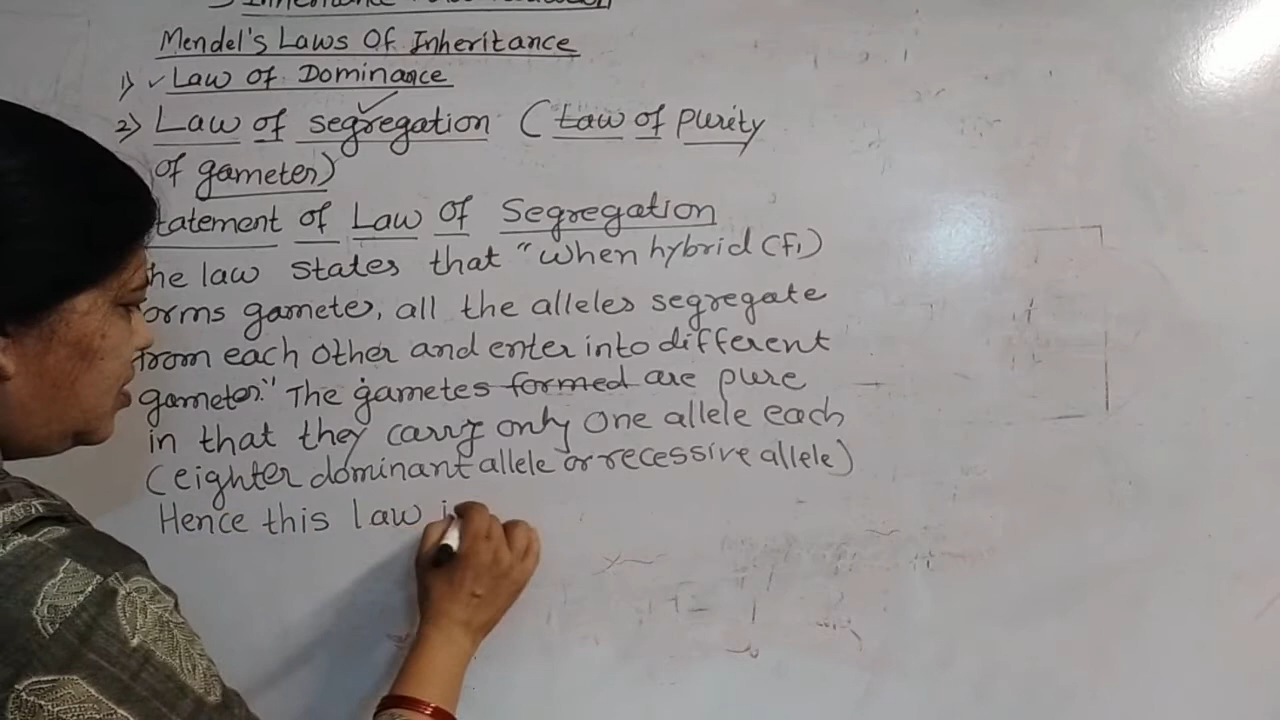 Mendel's Laws Of Inheritance
1) Law of Dominance
2) Law of segregation (Law of purity
of gameter)
tatement of Law Of Segregation
he law states that "when hybrid (F1)
orms gamete, all the alleles segregate
from each other and enter into different
gameter." The gametes formed are pure
in that they carry only one allele each
(eighter dominant allele or recessive allele)
Hence this law i